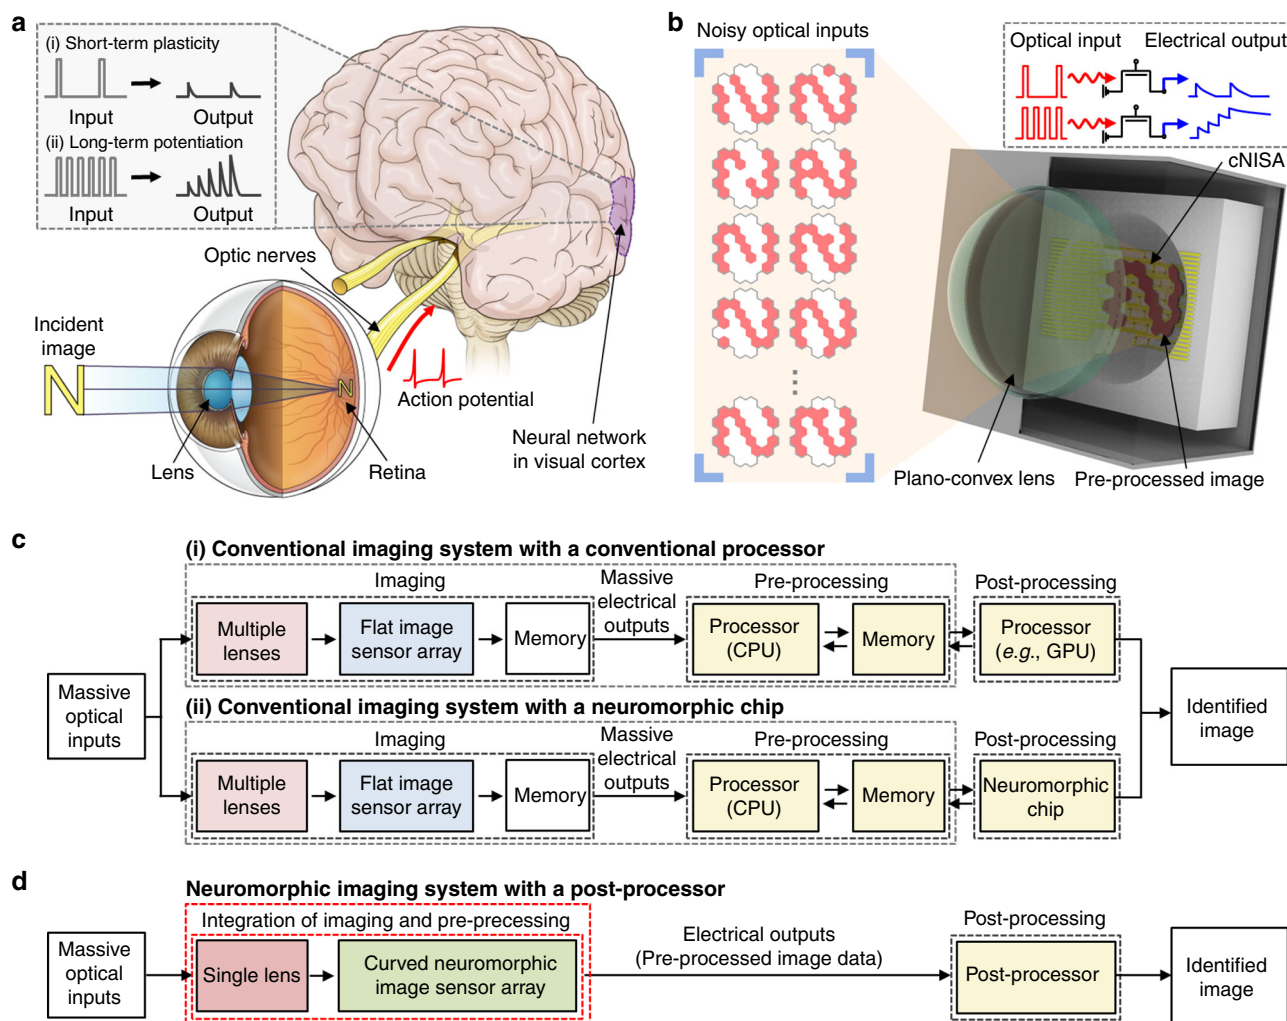 a
(i) Short-term plasticity
Input
Output
(ii) Long-term potentiation
Input
Output
Optic nerves
Incident
image
N
N
Action potential
Lens
Retina
Neural network
in visual cortex
b
Noisy optical inputs
Optical input
Electrical output
cNISA
Plano-convex lens
Pre-processed image
c
(i) Conventional imaging system with a conventional processor
Imaging
Massive
electrical
outputs
Pre-processing
Post-processing
Multiple
lenses
Flat image
sensor array
Memory
Processor
(CPU)
Memory
Processor
(e.g., GPU)
Massive
optical
inputs
Identified
image
(ii) Conventional imaging system with a neuromorphic chip
Imaging
Massive
electrical
outputs
Pre-processing
Post-processing
Multiple
lenses
Flat image
sensor array
Memory
Processor
(CPU)
Memory
Neuromorphic
chip
d
Neuromorphic imaging system with a post-processor
Integration of imaging and pre-precessing
Massive
optical
inputs
Single lens
Curved neuromorphic
image sensor array
Electrical outputs
(Pre-processed image data)
Post-processing
Post-processor
Identified
image